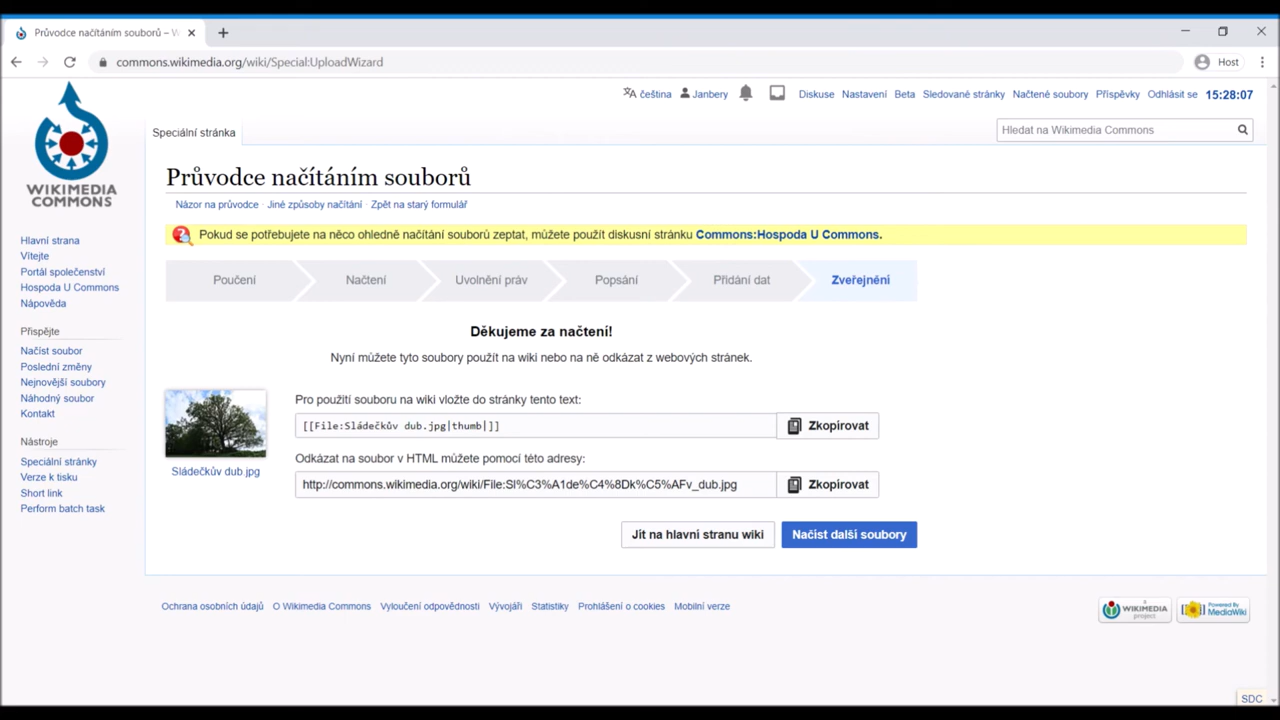 Průvodce načítáním souborů – W
commons.wikimedia.org/wiki/Special:UploadWizard
Host
čeština Janbery Diskuse Nastavení Beta Sledované stránky Načtené soubory Příspěvky Odhlásit se 15:28:07
Speciální stránka
Hledat na Wikimedia Commons
WIKIMEDIA
COMMONS
Hlavní strana
Vítejte
Portál společenství
Hospoda U Commons
Nápověda
Přispějte
Načíst soubor
Poslední změny
Nejnovější soubory
Náhodný soubor
Kontakt
Nástroje
Speciální stránky
Verze k tisku
Short link
Perform batch task
Průvodce načítáním souborů
Názor na průvodce · Jiné způsoby načítání · Zpět na starý formulář
Pokud se potřebujete na něco ohledně načítání souborů zeptat, můžete použít diskusní stránku Commons:Hospoda U Commons.
Poučení Načtení Uvolnění práv Popsání Přidání dat Zveřejnění
Děkujeme za načtení!
Nyní můžete tyto soubory použít na wiki nebo na ně odkázat z webových stránek.
Sládečkův dub jpg
Pro použití souboru na wiki vložte do stránky tento text:
[[File:Sládečkův dub.jpg|thumb|]] Zkopírovat
Odkázat na soubor v HTML můžete pomocí této adresy:
http://commons.wikimedia.org/wiki/File:Sl%C3%A1de%C4%8Dk%C5%AFv_dub.jpg Zkopírovat
Jít na hlavní stranu wiki Načíst další soubory
Ochrana osobních údajů O Wikimedia Commons Vyloučení odpovědnosti Vývojáři Statistiky Prohlášení o cookies Mobilní verze
a
WIKIMEDIA
project
Powered By
MediaWiki
SDC